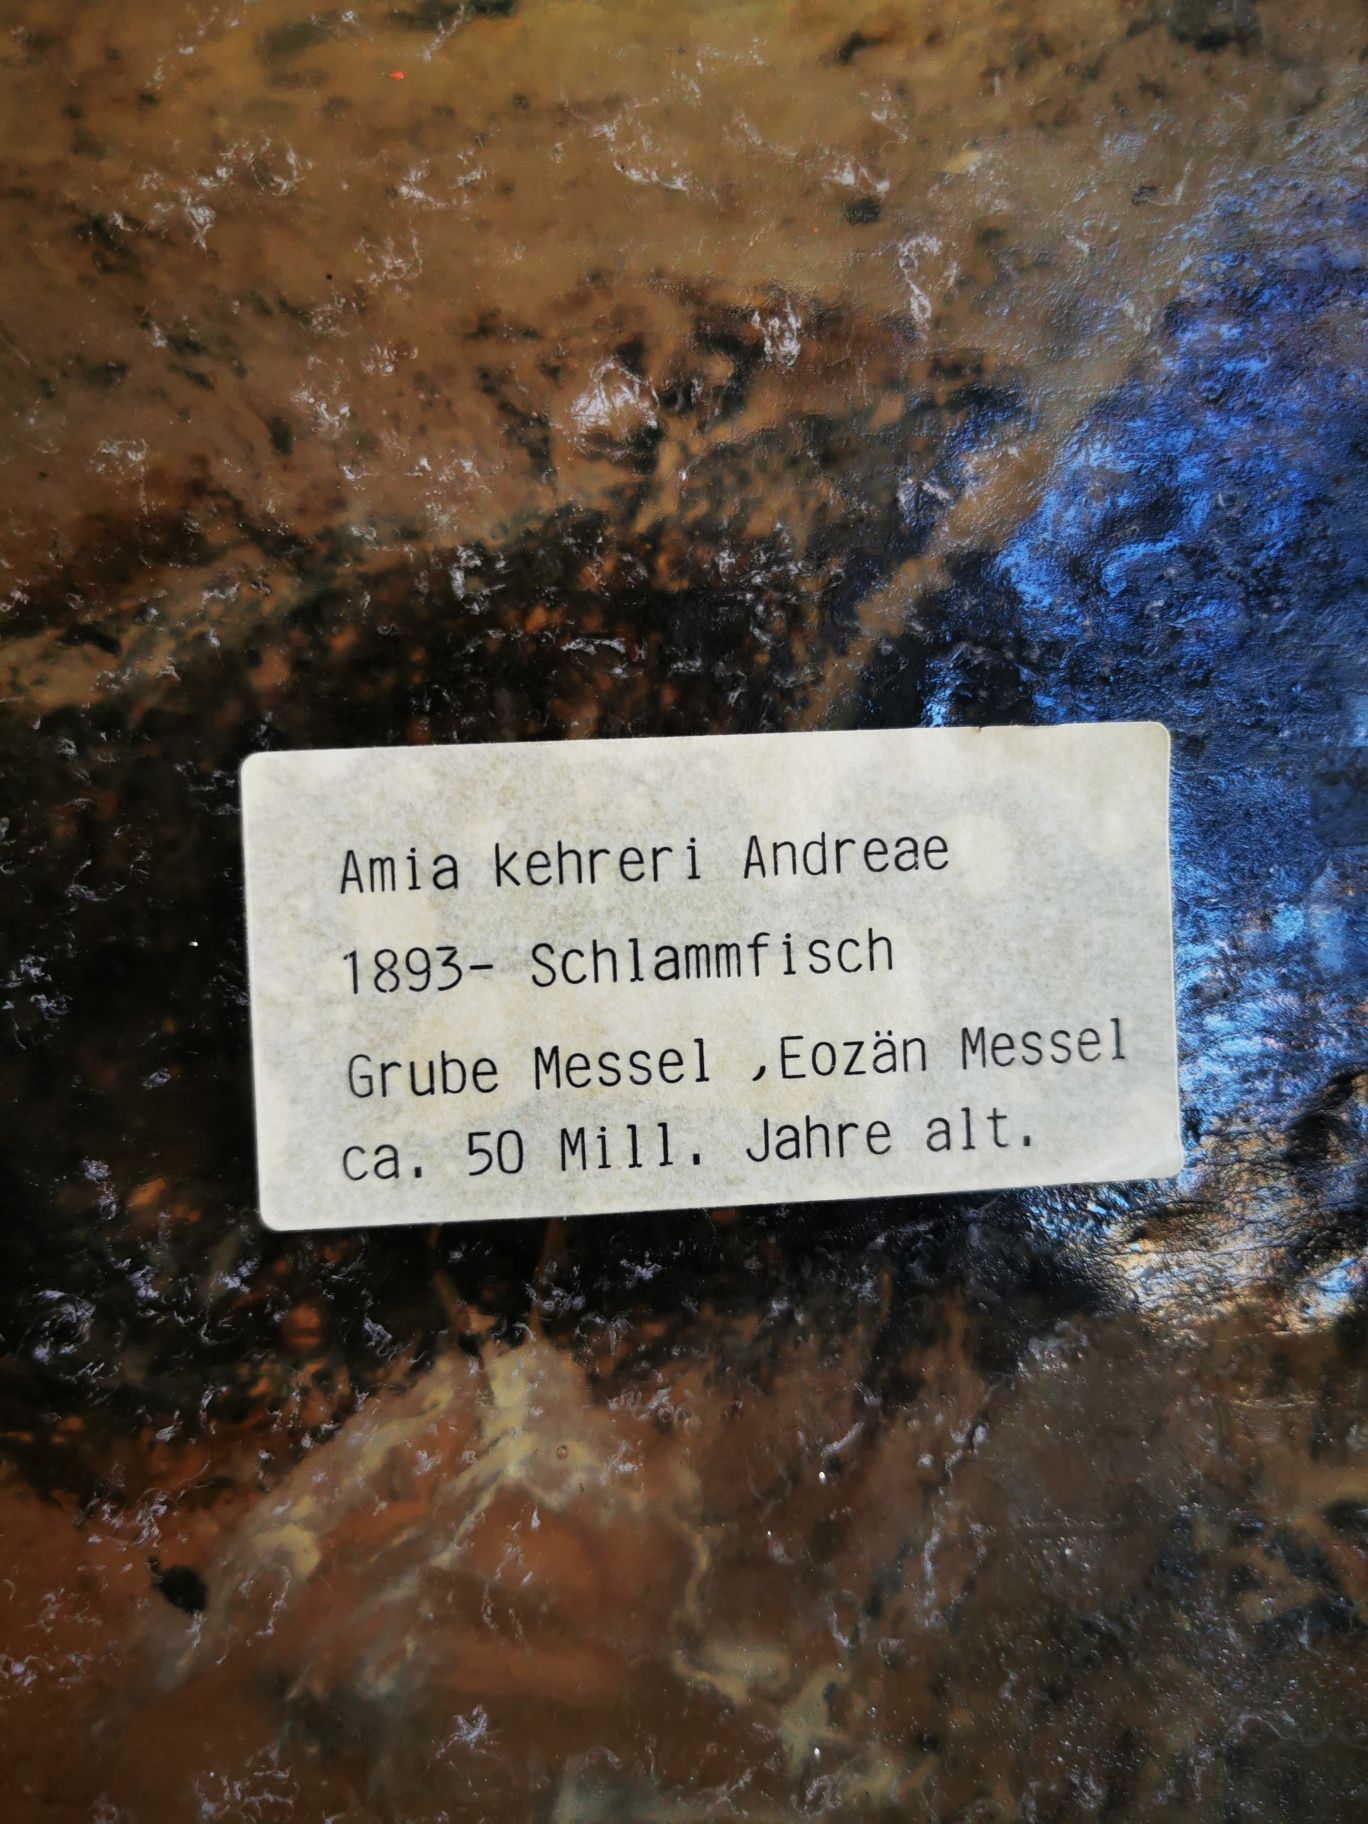 Amia kehreri Andreae
1893- Schlammfisch
Grube Messel ,Eozän Messel
ca. 50 Mill. Jahre alt.